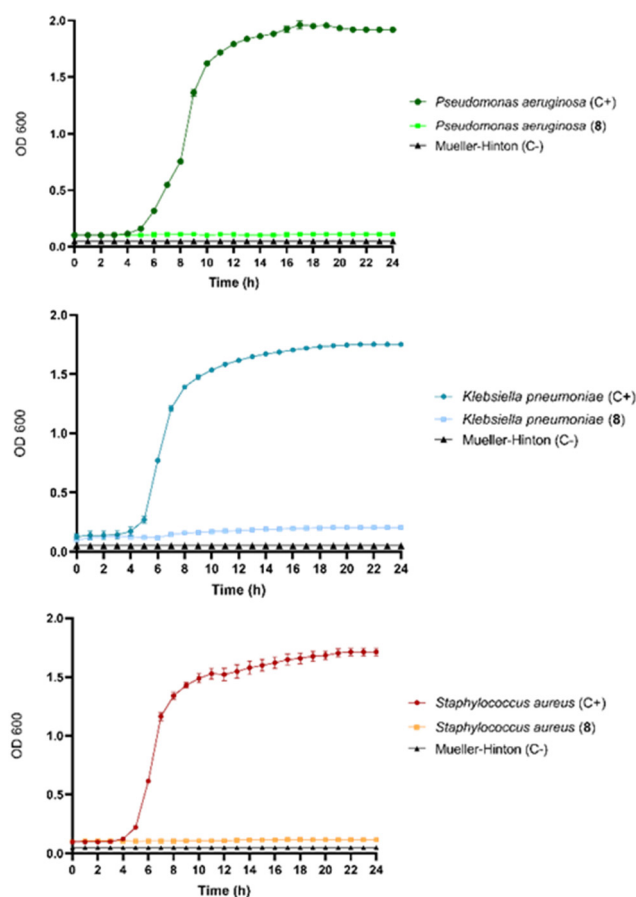 2.0
1.5
1.0
0.5
0.0
OD 600
0 2 4 6 8 10 12 14 16 18 20 22 24
Time (h)
Pseudomonas aeruginosa (C+)
Pseudomonas aeruginosa (8)
Mueller-Hinton (C-)
2.0
1.5
1.0
0.5
0.0
OD 600
0 2 4 6 8 10 12 14 16 18 20 22 24
Time (h)
Klebsiella pneumoniae (C+)
Klebsiella pneumoniae (8)
Mueller-Hinton (C-)
2.0
1.5
1.0
0.5
0.0
OD 600
0 2 4 6 8 10 12 14 16 18 20 22 24
Time (h)
Staphylococcus aureus (C+)
Staphylococcus aureus (8)
Mueller-Hinton (C-)